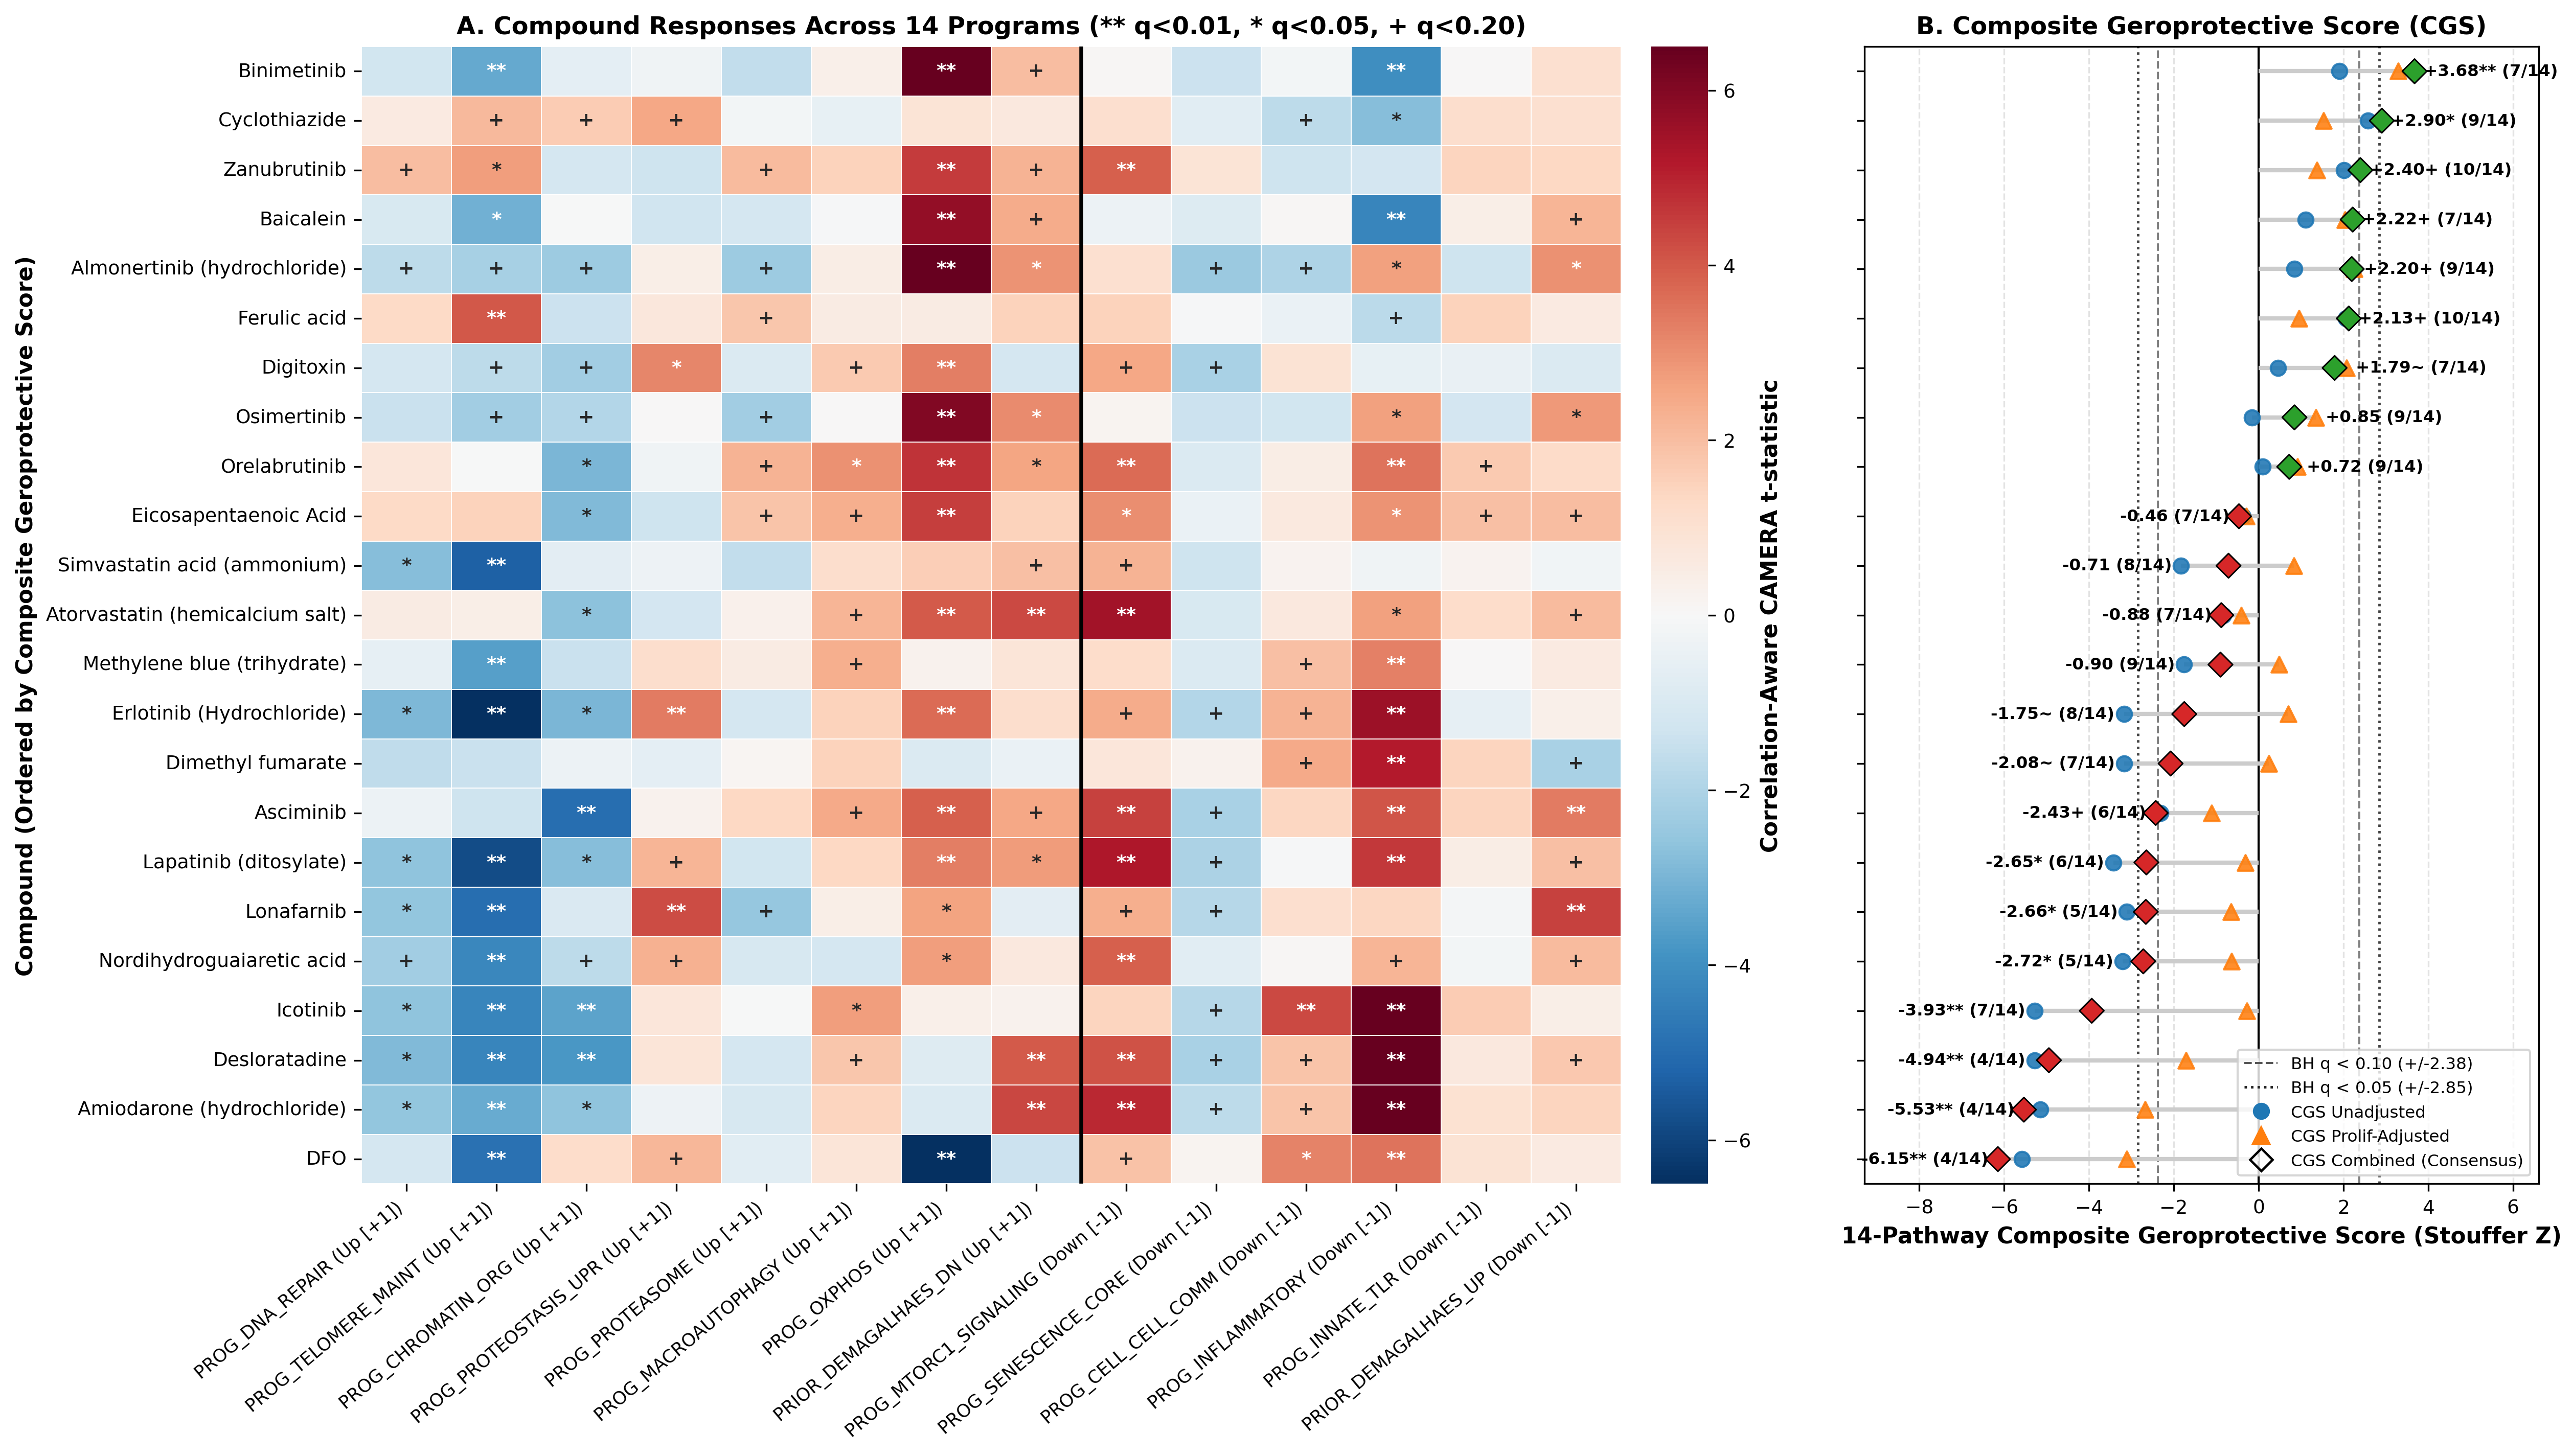 A. Compound Responses Across 14 Programs (** q<0.01, * q<0.05, + q<0.20)
Compound (Ordered by Composite Geroprotective Score)
Binimetinib ** ** + **
Cyclothiazide + + + + *
Zanubrutinib + * + ** + **
Baicalein * ** + ** +
Almonertinib (hydrochloride) + + + + ** * + + * *
Ferulic acid ** + +
Digitoxin + + * + ** + +
Osimertinib + + + ** * * *
Orelabrutinib * + * ** * ** ** +
Eicosapentaenoic Acid * + + ** * * + +
Simvastatin acid (ammonium) * ** + +
Atorvastatin (hemicalcium salt) * + ** ** ** * +
Methylene blue (trihydrate) ** + + **
Erlotinib (Hydrochloride) * ** * ** ** + + + **
Dimethyl fumarate + ** +
Asciminib ** + ** + ** + ** **
Lapatinib (ditosylate) * ** * + ** * ** + ** +
Lonafarnib * ** ** + * + + **
Nordihydroguaiaretic acid + ** + + * ** + +
Icotinib * ** ** * + ** **
Desloratadine * ** ** + ** ** + + ** +
Amiodarone (hydrochloride) * ** * ** ** + + **
DFO ** + ** + * **
PROG_DNA_REPAIR (Up [+1])
PROG_TELOMERE_MAINT (Up [+1])
PROG_CHROMATIN_ORG (Up [+1])
PROG_PROTEOSTASIS_UPR (Up [+1])
PROG_PROTEASOME (Up [+1])
PROG_MACROAUTOPHAGY (Up [+1])
PROG_OXPHOS (Up [+1])
PRIOR_DEMAGALHAES_DN (Up [+1])
PROG_MTORC1_SIGNALING (Down [-1])
PROG_SENESCENCE_CORE (Down [-1])
PROG_CELL_CELL_COMM (Down [-1])
PROG_INFLAMMATORY (Down [-1])
PROG_INNATE_TLR (Down [-1])
PRIOR_DEMAGALHAES_UP (Down [-1])
6
4
2
0
−2
−4
−6
Correlation-Aware CAMERA t-statistic
B. Composite Geroprotective Score (CGS)
+3.68** (7/14)
+2.90* (9/14)
+2.40+ (10/14)
+2.22+ (7/14)
+2.20+ (9/14)
+2.13+ (10/14)
+1.79~ (7/14)
+0.85 (9/14)
+0.72 (9/14)
-0.46 (7/14)
-0.71 (8/14)
-0.88 (7/14)
-0.90 (9/14)
-1.75~ (8/14)
-2.08~ (7/14)
-2.43+ (6/14)
-2.65* (6/14)
-2.66* (5/14)
-2.72* (5/14)
-3.93** (7/14)
-4.94** (4/14)
-5.53** (4/14)
-6.15** (4/14)
BH q < 0.10 (+/-2.38)
BH q < 0.05 (+/-2.85)
CGS Unadjusted
CGS Prolif-Adjusted
CGS Combined (Consensus)
−8 −6 −4 −2 0 2 4 6
14-Pathway Composite Geroprotective Score (Stouffer Z)